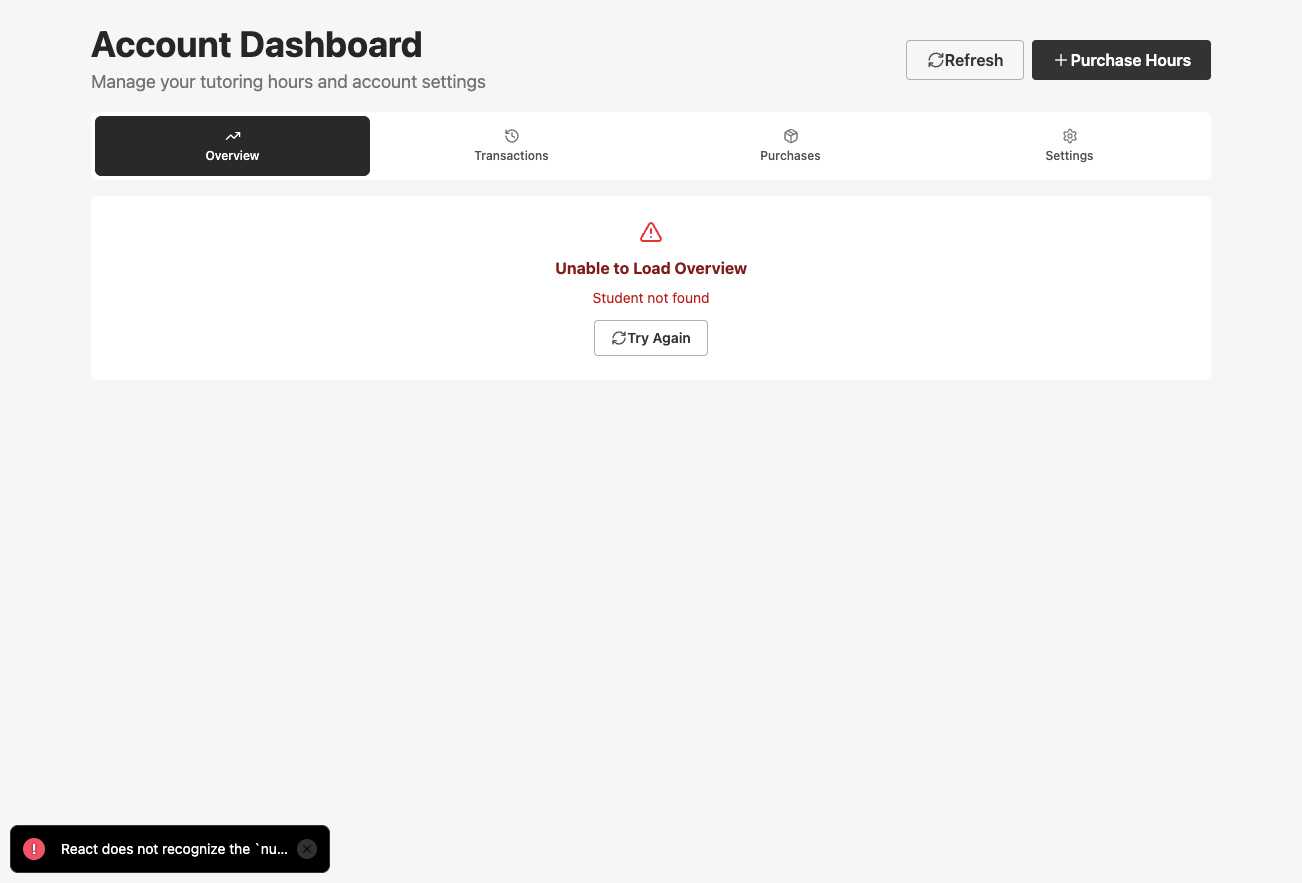 Account Dashboard
Manage your tutoring hours and account settings
Refresh
Purchase Hours
Overview
Transactions
Purchases
Settings
Unable to Load Overview
Student not found
Try Again
React does not recognize the `nu...